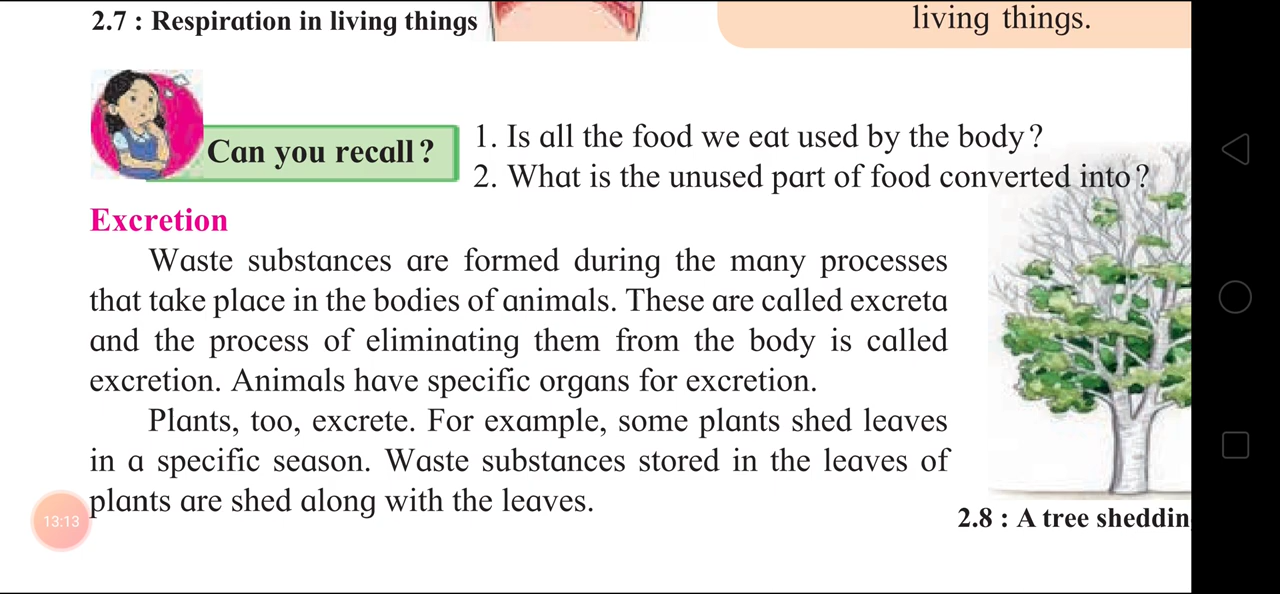 2.7 : Respiration in living things
living things.
Can you recall?
1. Is all the food we eat used by the body?
2. What is the unused part of food converted into?
Excretion
Waste substances are formed during the many processes
that take place in the bodies of animals. These are called excreta
and the process of eliminating them from the body is called
excretion. Animals have specific organs for excretion.
Plants, too, excrete. For example, some plants shed leaves
in a specific season. Waste substances stored in the leaves of
plants are shed along with the leaves.
13:13
2.8 : A tree